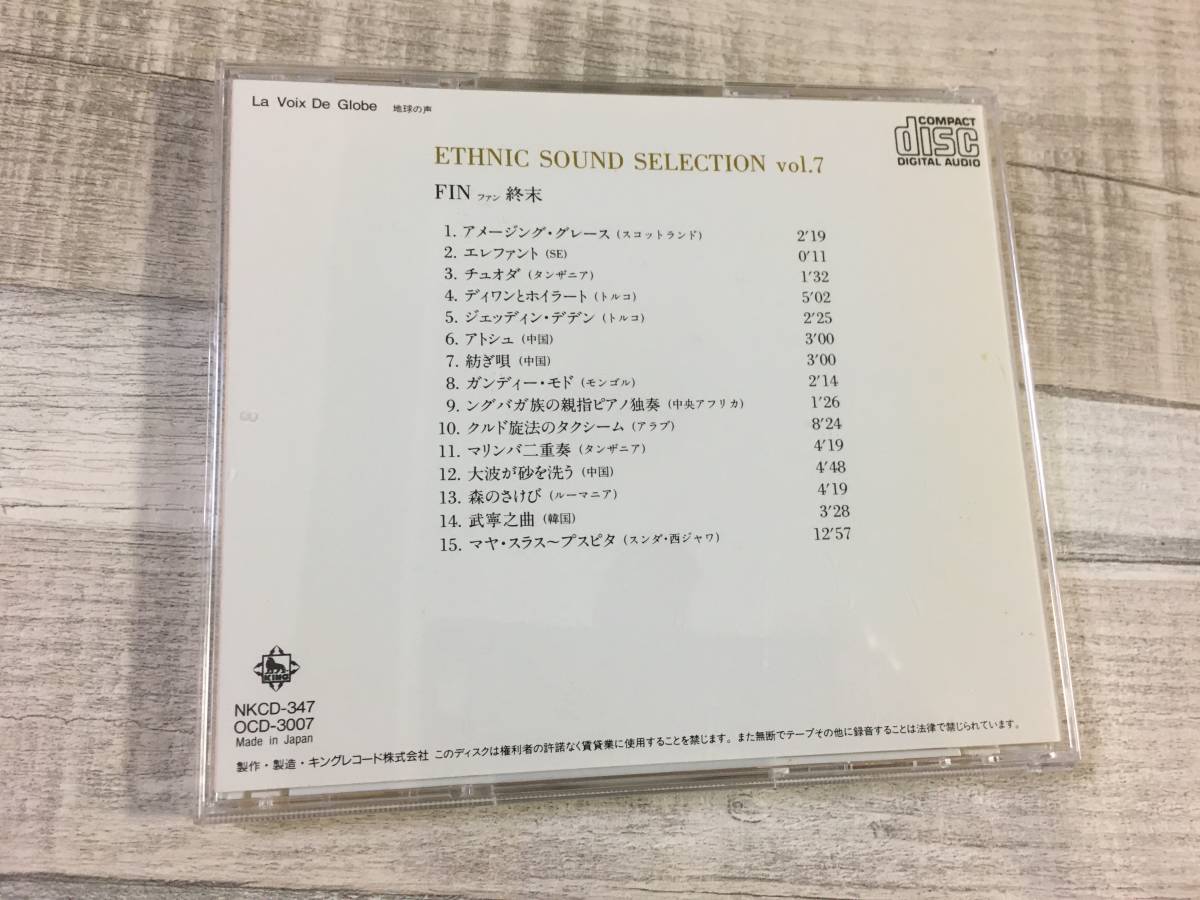 La Voix De Globe 地球の声
COMPACT
disc
DIGITAL AUDIO
ETHNIC SOUND SELECTION vol.7
FIN ファン 終末
1. アメージング・グレース (スコットランド) 2'19
2. エレファント (SE) 0'11
3. チュオダ (タンザニア) 1'32
4. ディワンとホイラート (トルコ) 5'02
5. ジェッディン・デデン (トルコ) 2'25
6. アトシュ (中国) 3'00
7. 紡ぎ唄 (中国) 3'00
8. ガンディー・モド (モンゴル) 2'14
9. ングバガ族の親指ピアノ独奏 (中央アフリカ) 1'26
10. クルド旋法のタクシーム (アラブ) 8'24
11. マリンバ二重奏 (タンザニア) 4'19
12. 大波が砂を洗う (中国) 4'48
13. 森のさけび (ルーマニア) 4'19
14. 武寧之曲 (韓国) 3'28
15. マヤ・スラス〜プスピタ (スンダ・西ジャワ) 12'57
KING
NKCD-347
OCD-3007
Made in Japan
製作・製造・キングレコード株式会社 このディスクは権利者の許諾なく賃貸業に使用することを禁じます。また無断でテープその他に録音することは法律で禁じられています。